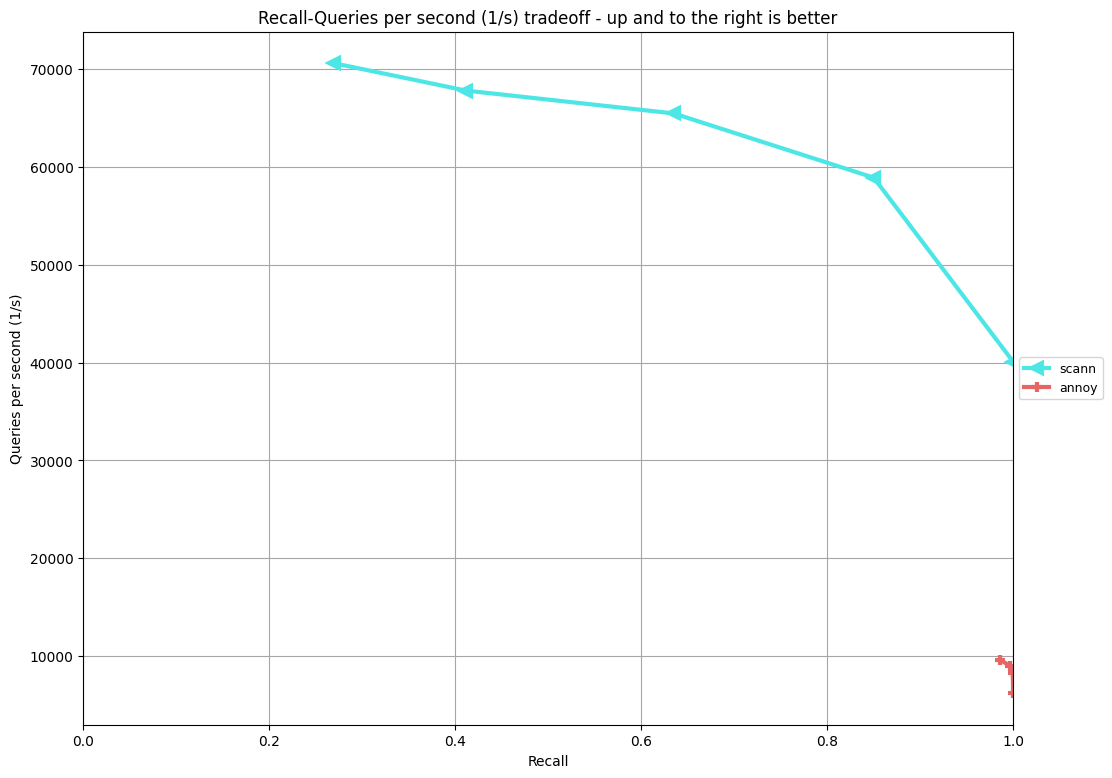 Recall-Queries per second (1/s) tradeoff - up and to the right is better
70000
60000
50000
40000
30000
20000
10000
Queries per second (1/s)
0.0 0.2 0.4 0.6 0.8 1.0
Recall
scann
annoy